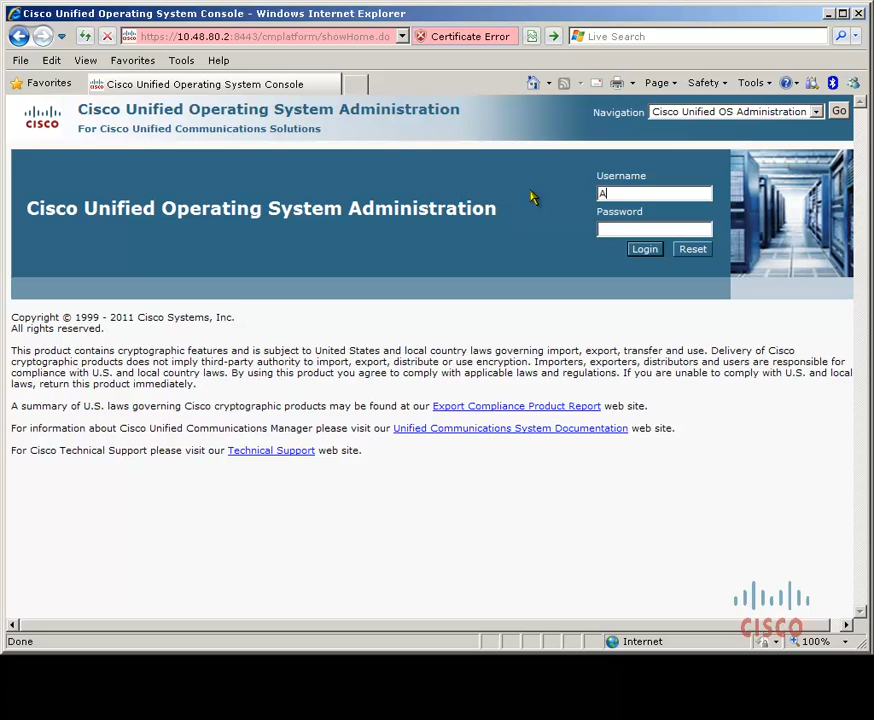 Cisco Unified Operating System Console - Windows Internet Explorer
https://10.48.80.2:8443/cmplatform/showHome.do Certificate Error Live Search
File Edit View Favorites Tools Help
Favorites Cisco Unified Operating System Console Page Safety Tools
Cisco Unified Operating System Administration
For Cisco Unified Communications Solutions
CISCO
Navigation Cisco Unified OS Administration Go
Cisco Unified Operating System Administration
Username
A
Password
Login Reset
Copyright © 1999 - 2011 Cisco Systems, Inc.
All rights reserved.
This product contains cryptographic features and is subject to United States and local country laws governing import, export, transfer and use. Delivery of Cisco
cryptographic products does not imply third-party authority to import, export, distribute or use encryption. Importers, exporters, distributors and users are responsible for
compliance with U.S. and local country laws. By using this product you agree to comply with applicable laws and regulations. If you are unable to comply with U.S. and local
laws, return this product immediately.
A summary of U.S. laws governing Cisco cryptographic products may be found at our Export Compliance Product Report web site.
For information about Cisco Unified Communications Manager please visit our Unified Communications System Documentation web site.
For Cisco Technical Support please visit our Technical Support web site.
CISCO
Done Internet 100%